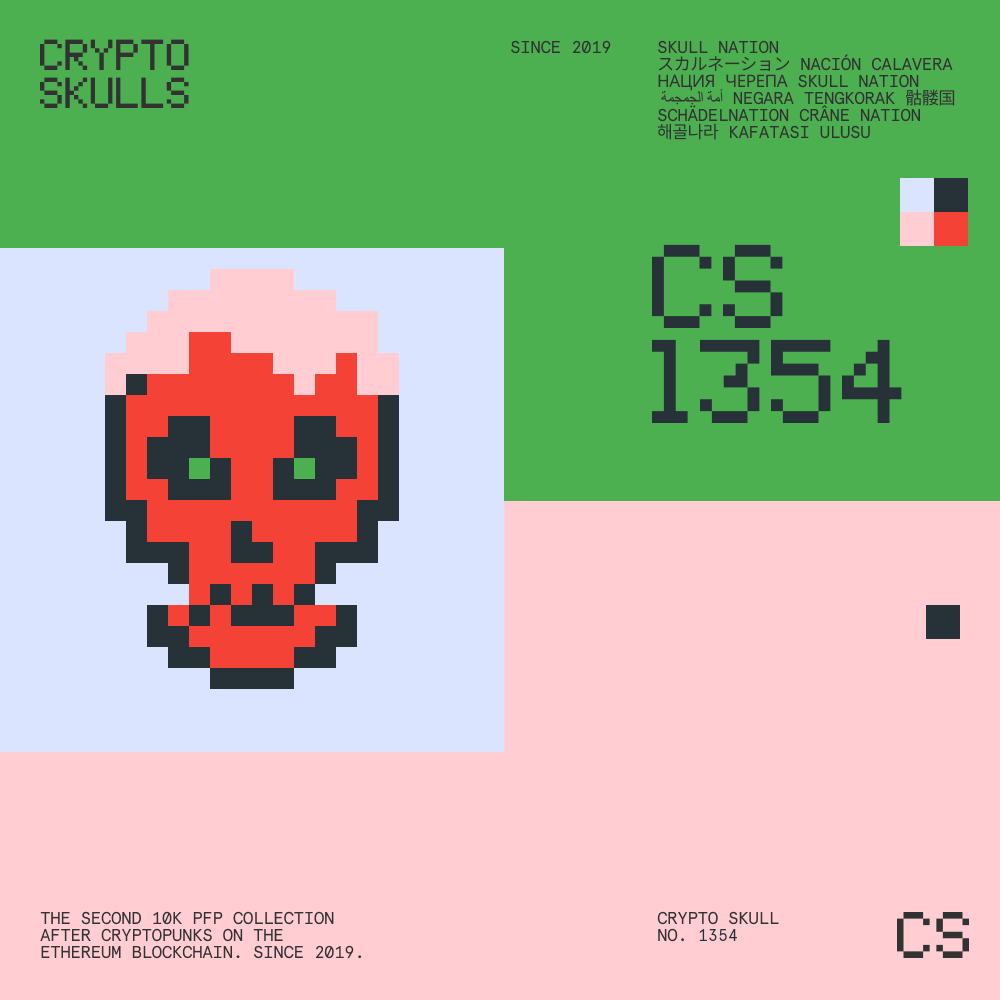 CRYPTO
SKULLS
SINCE 2019
SKULL NATION
スカルネーション NACIÓN CALAVERA
НАЦИЯ ЧЕРЕПА SKULL NATION
أمة الجمجمة NEGARA TENGKORAK 骷髅国
SCHÄDELNATION CRÂNE NATION
해골나라 KAFATASI ULUSU
CS
1354
THE SECOND 10K PFP COLLECTION
AFTER CRYPTOPUNKS ON THE
ETHEREUM BLOCKCHAIN. SINCE 2019.
CRYPTO SKULL
NO. 1354
CS